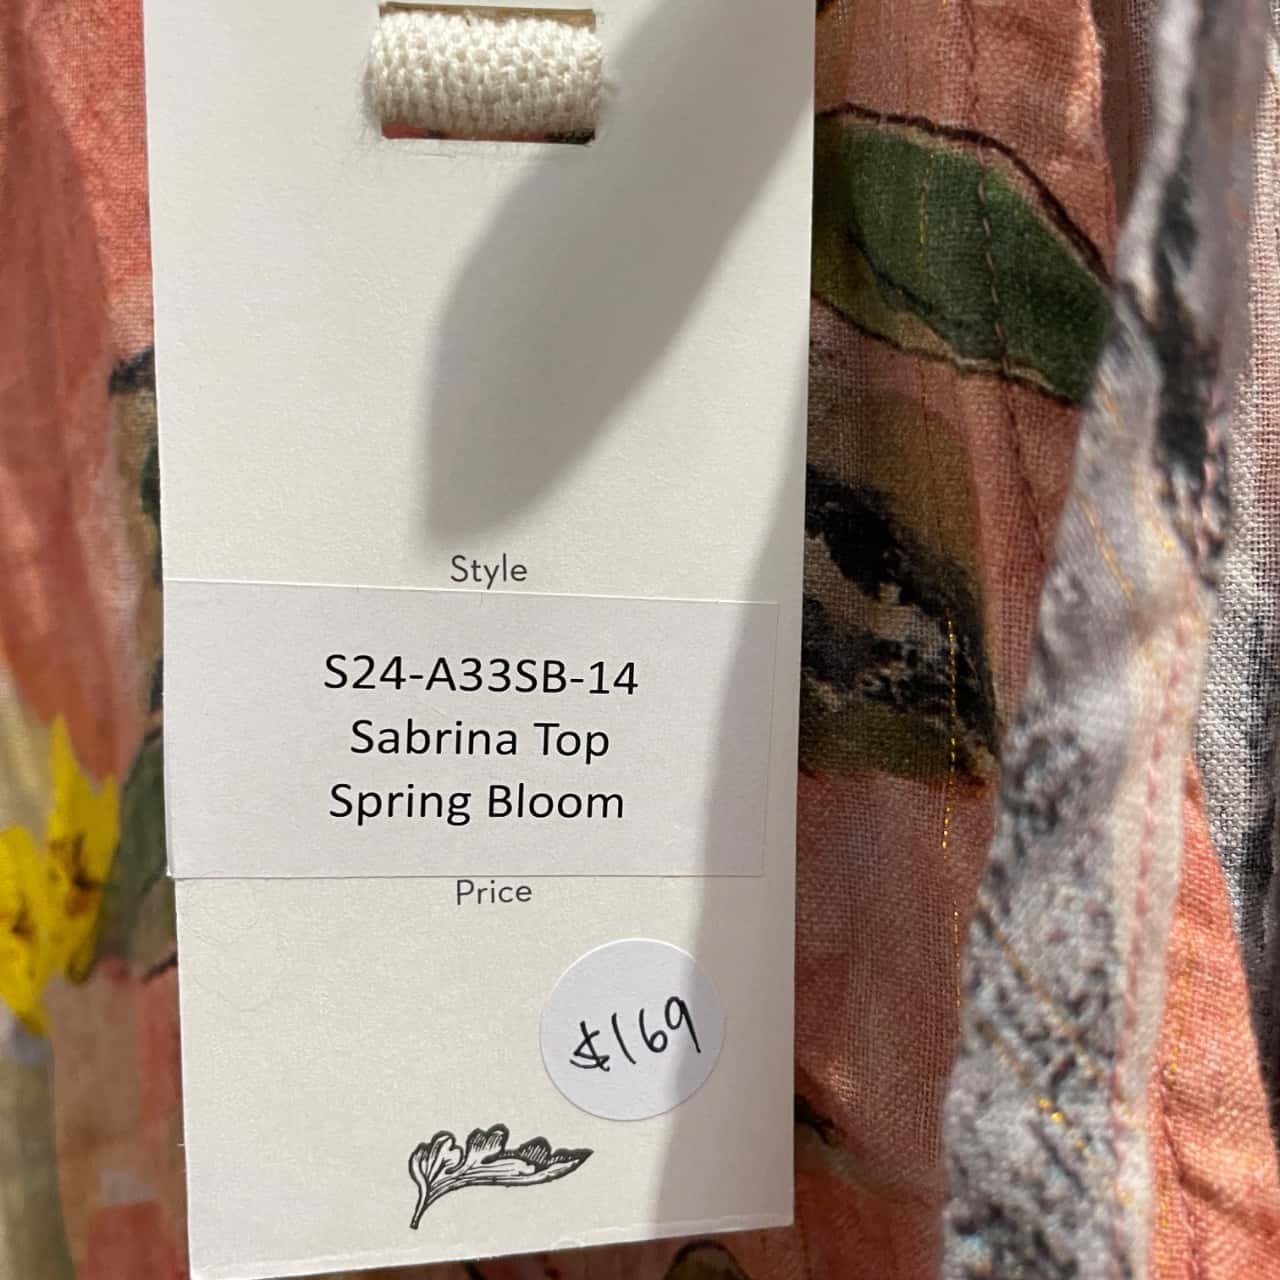 Style
S24-A33SB-14
Sabrina Top
Spring Bloom
Price
$169